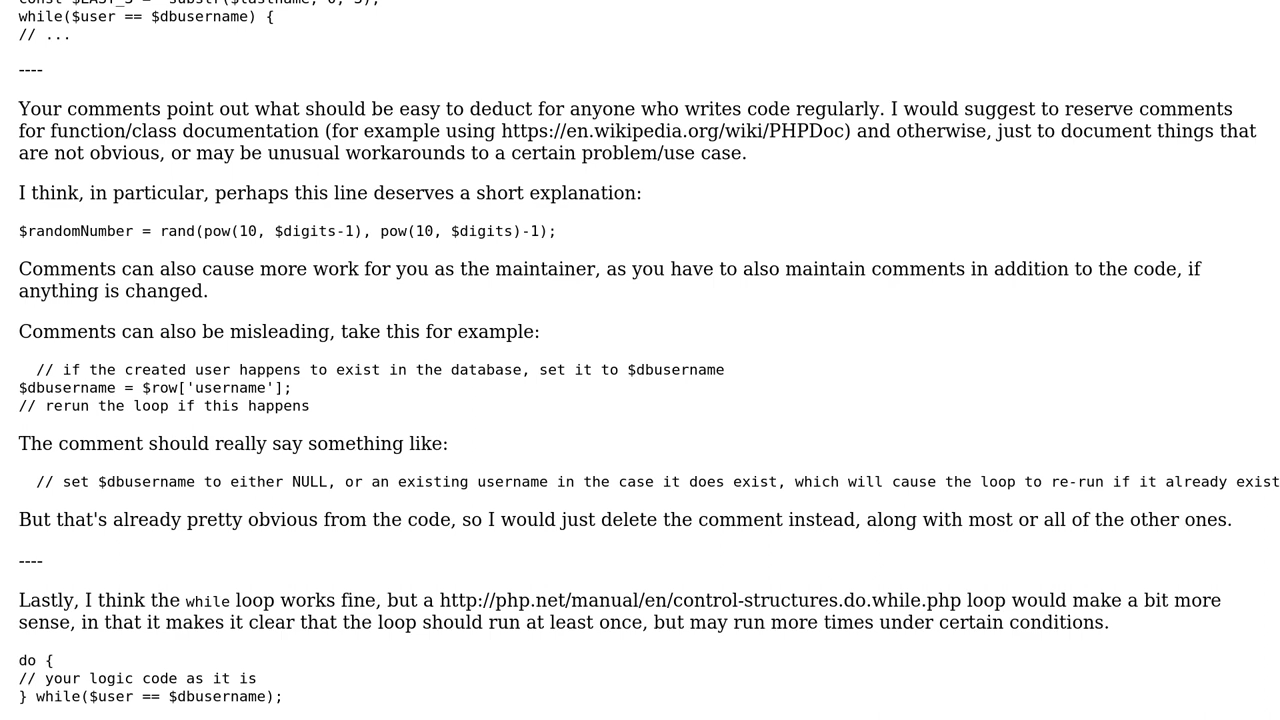 const $LAST_3 = substr($lastname, 0, 3);
while($user == $dbusername) {
// ...
----
Your comments point out what should be easy to deduct for anyone who writes code regularly. I would suggest to reserve comments
for function/class documentation (for example using https://en.wikipedia.org/wiki/PHPDoc) and otherwise, just to document things that
are not obvious, or may be unusual workarounds to a certain problem/use case.
I think, in particular, perhaps this line deserves a short explanation:
$randomNumber = rand(pow(10, $digits-1), pow(10, $digits)-1);
Comments can also cause more work for you as the maintainer, as you have to also maintain comments in addition to the code, if
anything is changed.
Comments can also be misleading, take this for example:
// if the created user happens to exist in the database, set it to $dbusername
$dbusername = $row['username'];
// rerun the loop if this happens
The comment should really say something like:
// set $dbusername to either NULL, or an existing username in the case it does exist, which will cause the loop to re-run if it already exist
But that's already pretty obvious from the code, so I would just delete the comment instead, along with most or all of the other ones.
----
Lastly, I think the while loop works fine, but a http://php.net/manual/en/control-structures.do.while.php loop would make a bit more
sense, in that it makes it clear that the loop should run at least once, but may run more times under certain conditions.
do {
// your logic code as it is
} while($user == $dbusername);